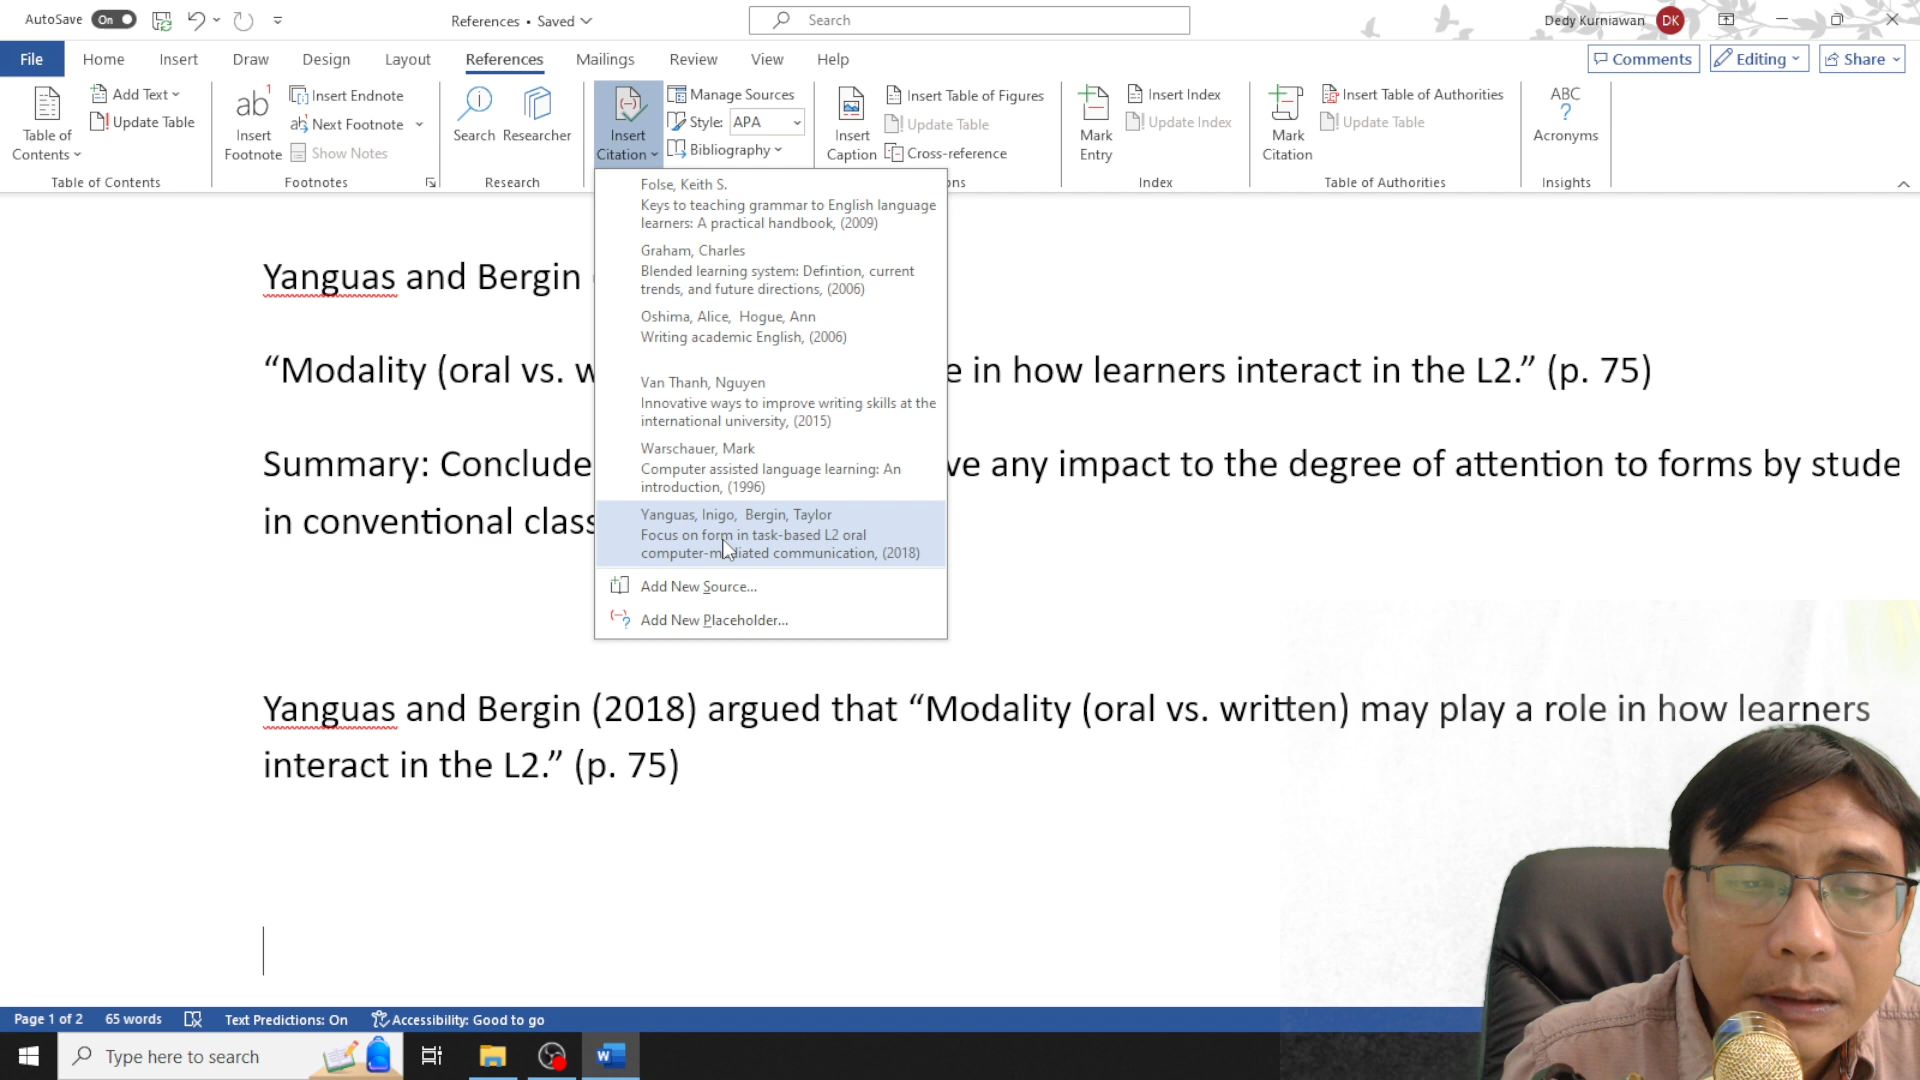 AutoSave On References • Saved Search Dedy Kurniawan DK
File Home Insert Draw Design Layout References Mailings Review View Help Comments Editing Share
Table of Contents
Add Text
Update Table
Table of Contents
ab 1
Insert Footnote
Insert Endnote
Next Footnote
Show Notes
Footnotes
Search
Researcher
Research
Insert Citation
Manage Sources
Style: APA
Bibliography
Insert Caption
Insert Table of Figures
Update Table
Cross-reference
ns
Mark Entry
Insert Index
Update Index
Index
Mark Citation
Insert Table of Authorities
Update Table
Table of Authorities
ABC
?
Acronyms
Insights
Folse, Keith S.
Keys to teaching grammar to English language
learners: A practical handbook, (2009)
Graham, Charles
Blended learning system: Defintion, current
trends, and future directions, (2006)
Oshima, Alice, Hogue, Ann
Writing academic English, (2006)
Van Thanh, Nguyen
Innovative ways to improve writing skills at the
international university, (2015)
Warschauer, Mark
Computer assisted language learning: An
introduction, (1996)
Yanguas, Inigo, Bergin, Taylor
Focus on form in task-based L2 oral
computer-mediated communication, (2018)
Add New Source...
Add New Placeholder...
Yanguas and Bergin
“Modality (oral vs. w e in how learners interact in the L2.” (p. 75)
Summary: Conclude ve any impact to the degree of attention to forms by stude
in conventional class
Yanguas and Bergin (2018) argued that “Modality (oral vs. written) may play a role in how learners
interact in the L2.” (p. 75)
Page 1 of 2 65 words Text Predictions: On Accessibility: Good to go
Type here to search